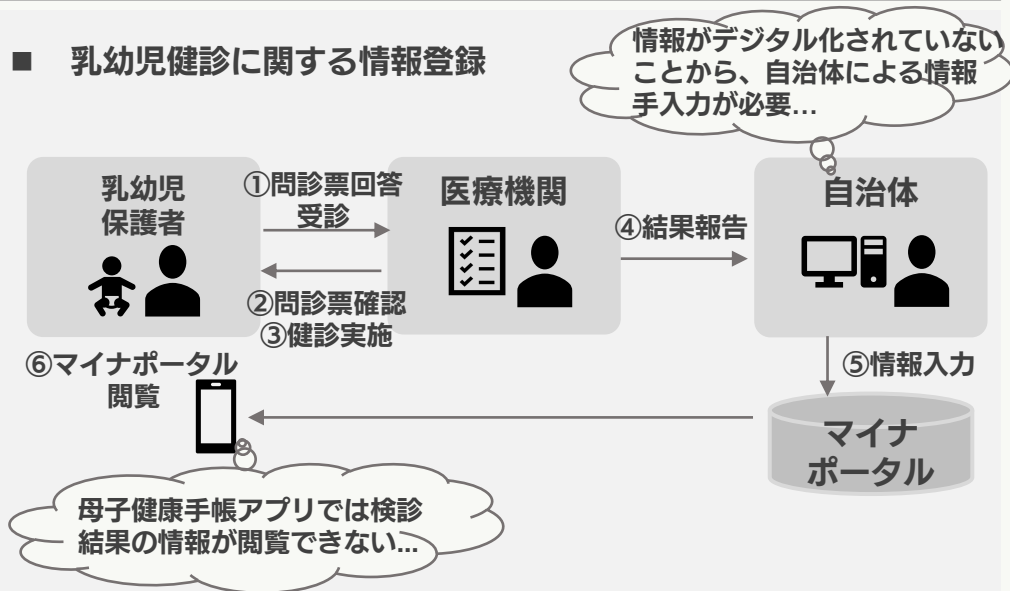 ■ 乳幼児健診に関する情報登録
情報がデジタル化されていない
ことから、自治体による情報
手入力が必要…
乳幼児
保護者
①問診票回答
受診
②問診票確認
③健診実施
医療機関
④結果報告
自治体
⑤情報入力
マイナ
ポータル
⑥マイナポータル
閲覧
母子健康手帳アプリでは検診
結果の情報が閲覧できない…